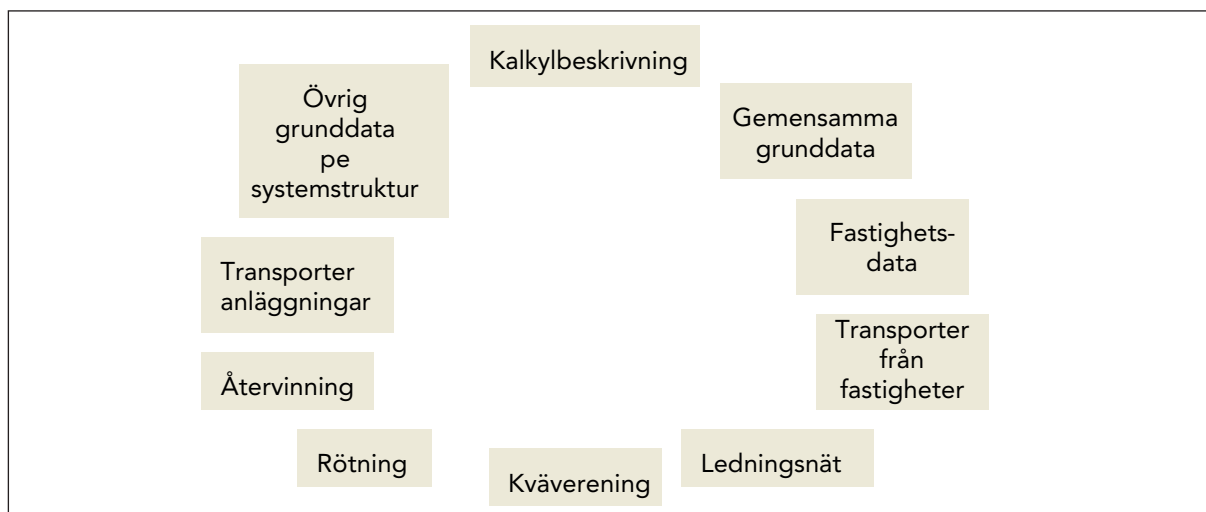 Kalkylbeskrivning
Övrig
grunddata
pe
systemstruktur
Gemensamma
grunddata
Fastighets-
data
Transporter
anläggningar
Transporter
från
fastigheter
Återvinning
Rötning
Kväverening
Ledningsnät